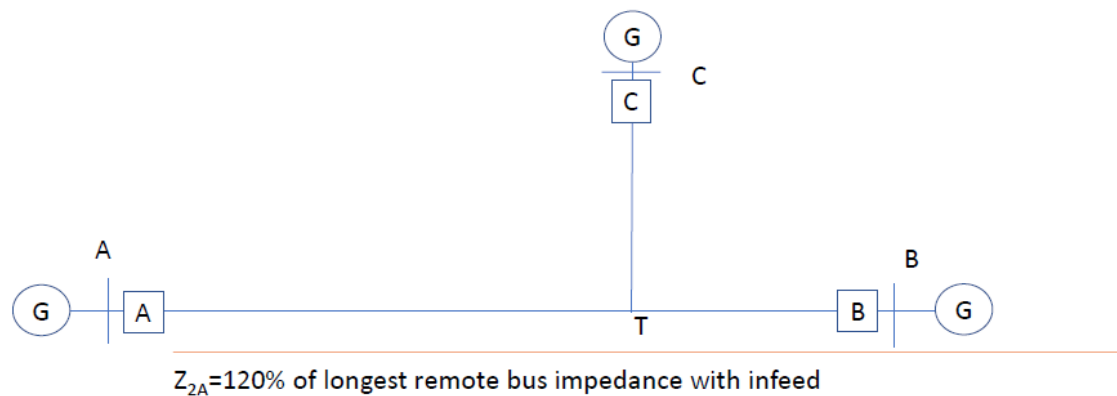 G
C
C
A
B
G
A
B
G
T
Z₂A=120% of longest remote bus impedance with infeed